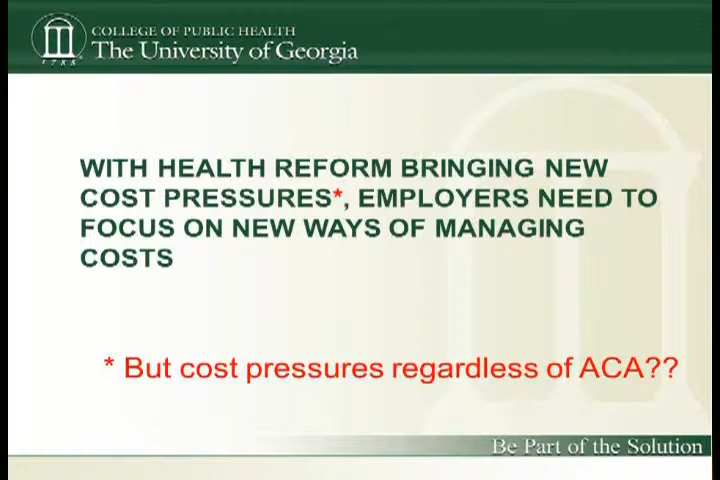 COLLEGE OF PUBLIC HEALTH
The University of Georgia
1785
WITH HEALTH REFORM BRINGING NEW
COST PRESSURES*, EMPLOYERS NEED TO
FOCUS ON NEW WAYS OF MANAGING
COSTS
* But cost pressures regardless of ACA??
Be Part of the Solution